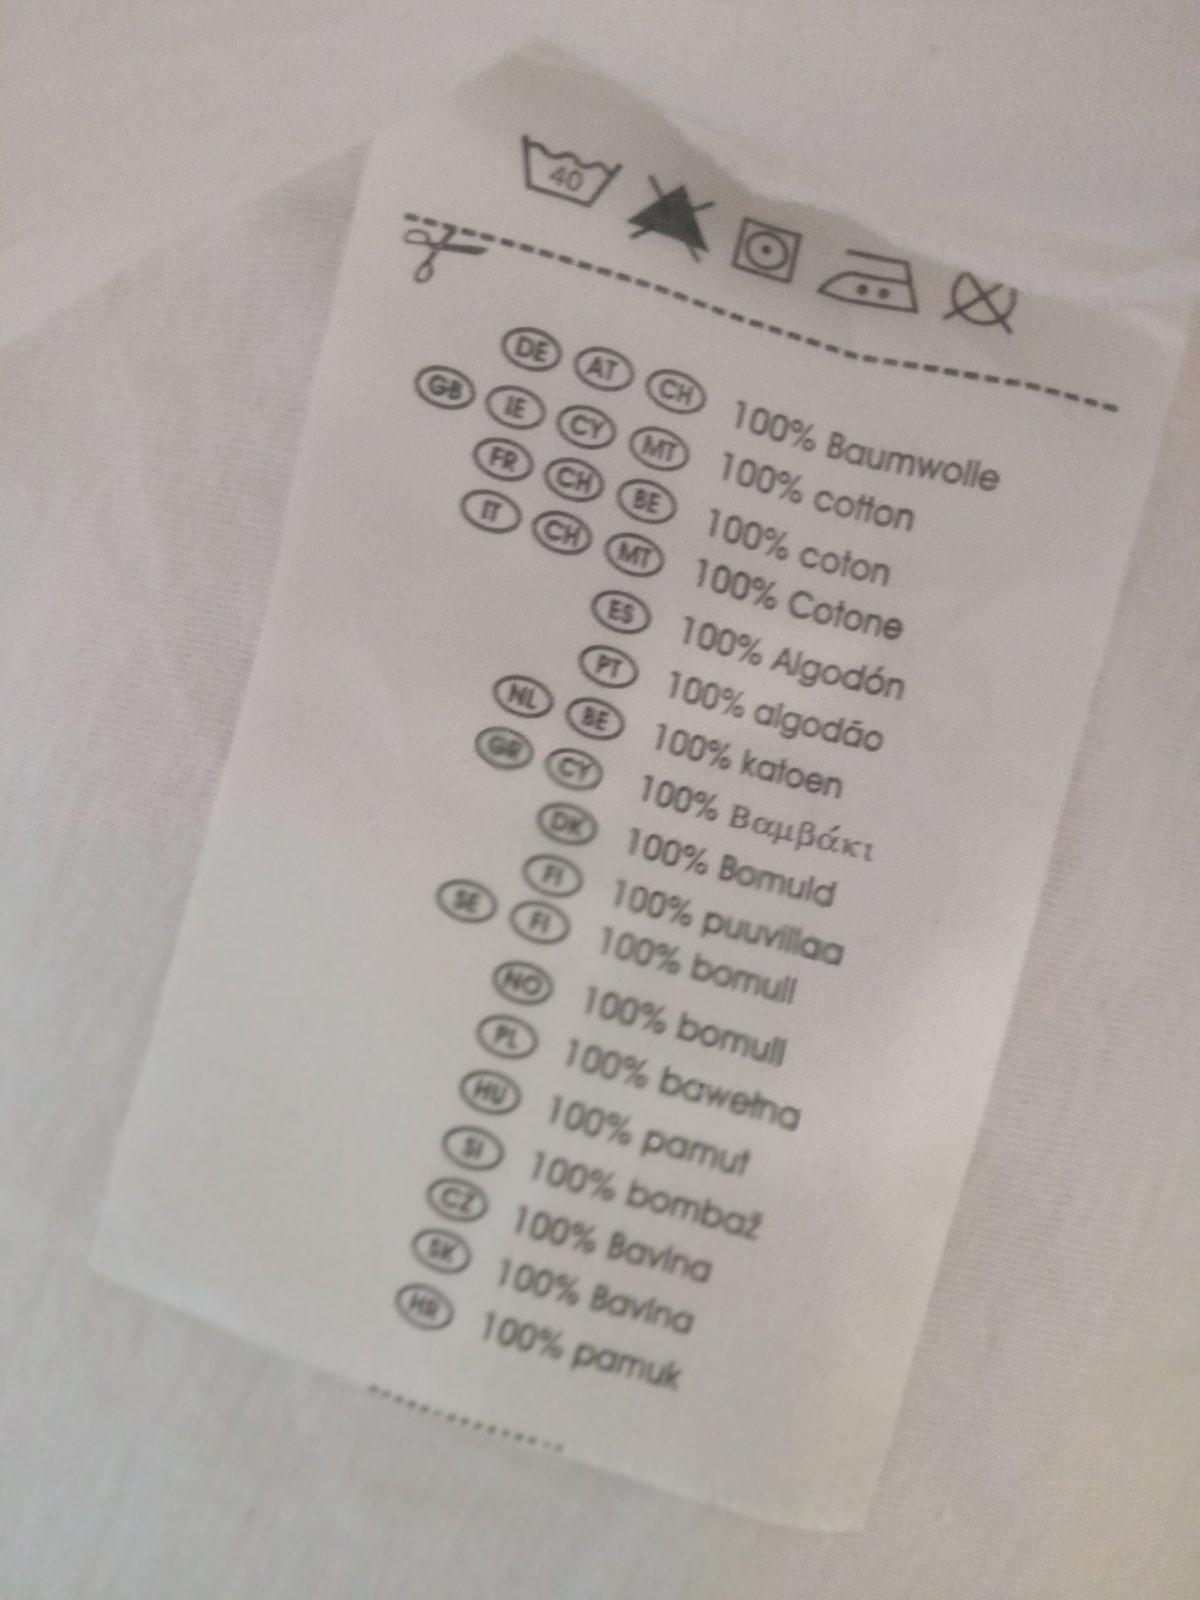 40
DE AT CH 100% Baumwolle
GB IE CY MT 100% cotton
FR CH BE 100% coton
IT CH MT 100% Cotone
ES 100% Algodón
PT 100% algodão
NL BE 100% katoen
GR CY 100% Βαμβάκι
DK 100% Bomuld
FI 100% puuvillaa
SE FI 100% bomull
NO 100% bomull
PL 100% bawełna
HU 100% pamut
SI 100% bombaž
CZ 100% Bavlna
SK 100% Bavlna
HR 100% pamuk